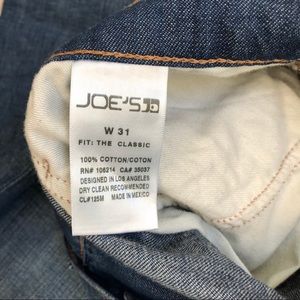 JOE'S JD
W 31
FIT: THE CLASSIC
100% COTTON/COTON
RN# 106214 CA# 35037
DESIGNED IN LOS ANGELES
DRY CLEAN RECOMMENDED
CL#125M MADE IN MEXICO